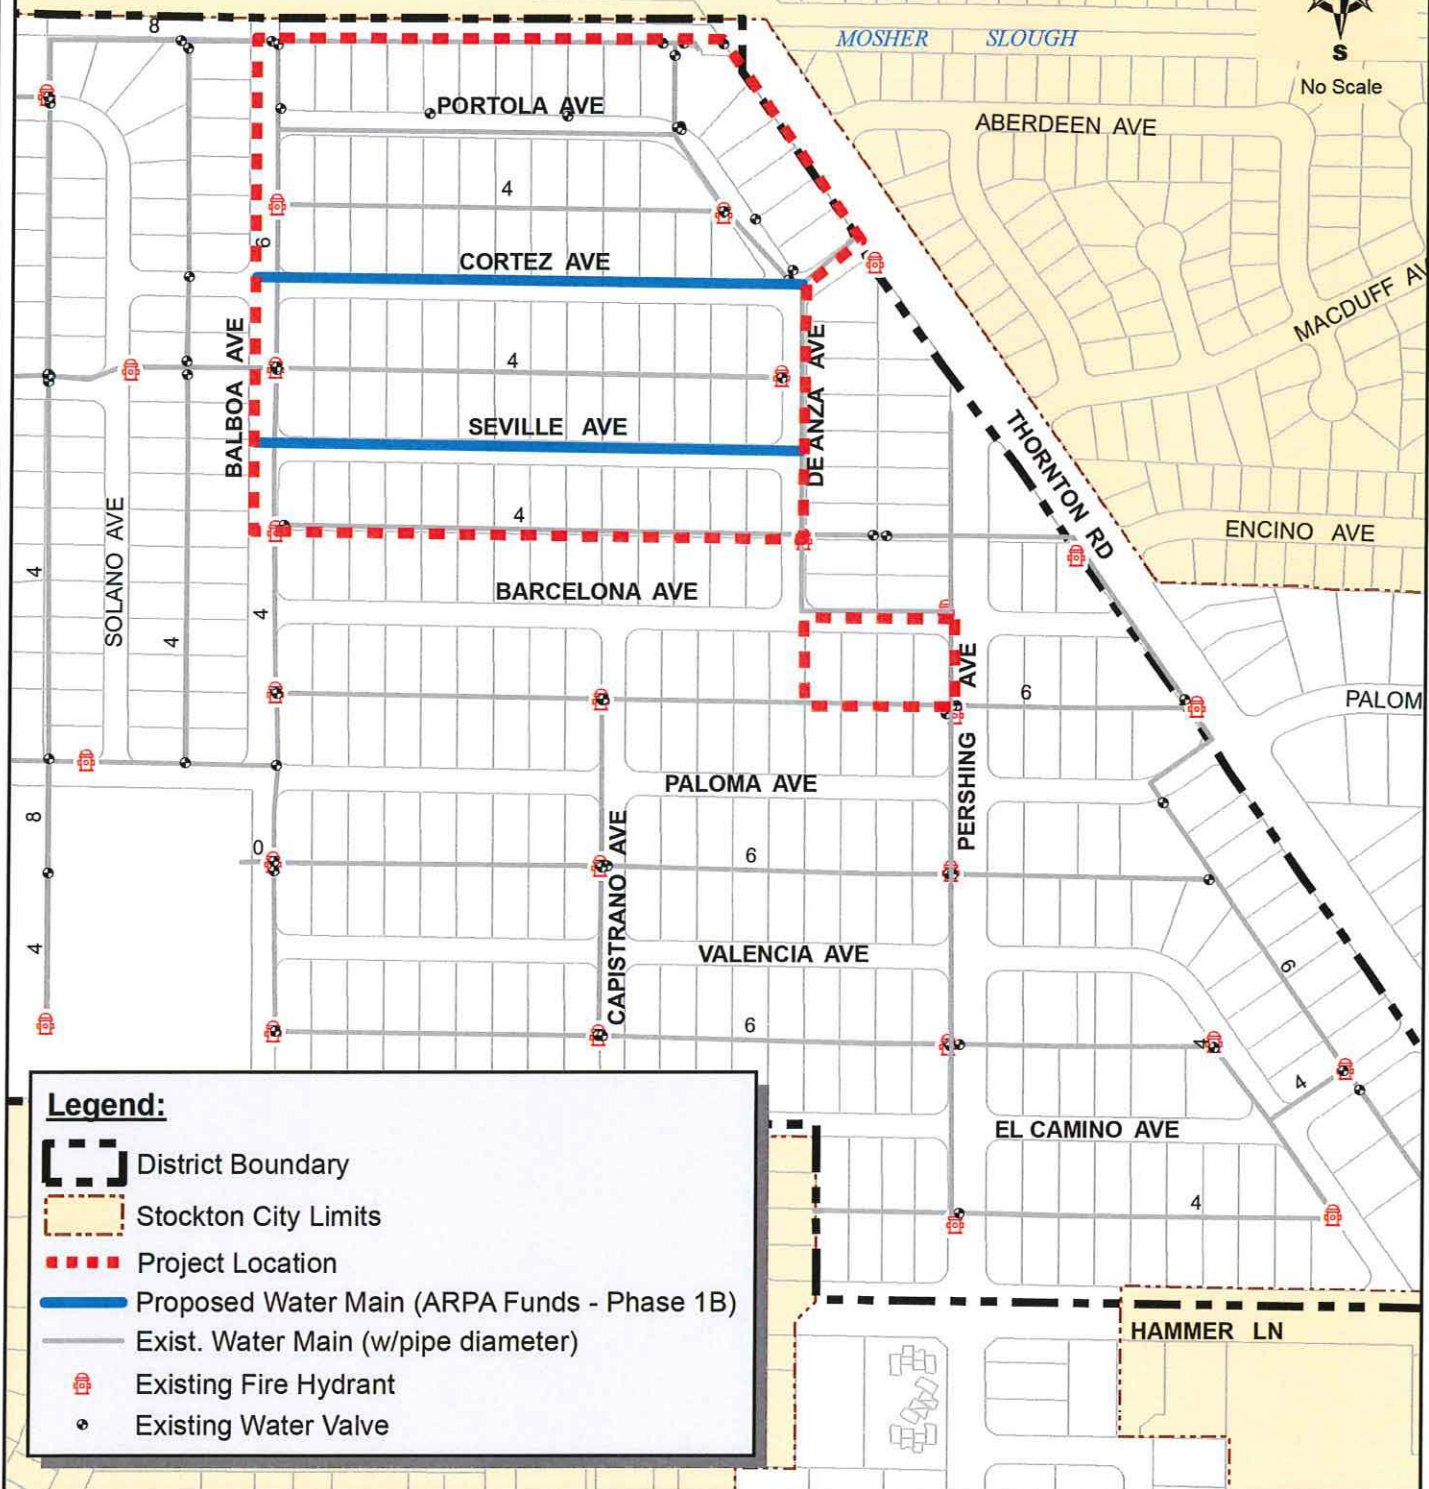 8
MOSHER SLOUGH
S
No Scale
PORTOLA AVE
ABERDEEN AVE
4
6
CORTEZ AVE
MACDUFF AV
BALBOA AVE
4
DE ANZA AVE
SEVILLE AVE
THORNTON RD
SOLANO AVE
4
ENCINO AVE
4
BARCELONA AVE
4
4
PERSHING AVE
6
PALOM
PALOMA AVE
8
0
CAPISTRANO AVE
6
4
VALENCIA AVE
6
6
4
4
EL CAMINO AVE
4
HAMMER LN
Legend:
District Boundary
Stockton City Limits
Project Location
Proposed Water Main (ARPA Funds - Phase 1B)
Exist. Water Main (w/pipe diameter)
Existing Fire Hydrant
Existing Water Valve